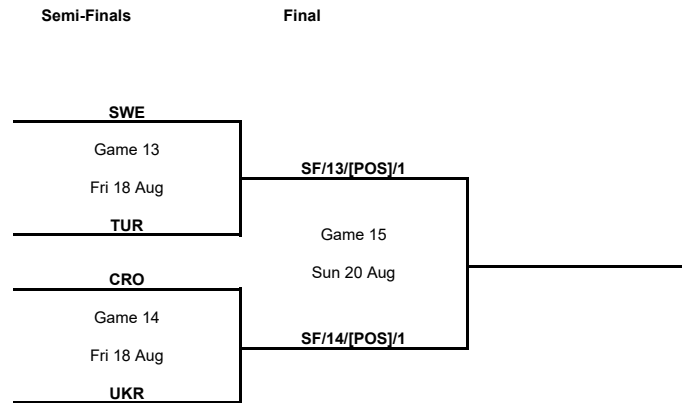 Semi-Finals Final
SWE
Game 13
SF/13/[POS]/1
Fri 18 Aug
TUR
Game 15
Sun 20 Aug
CRO
Game 14
SF/14/[POS]/1
Fri 18 Aug
UKR